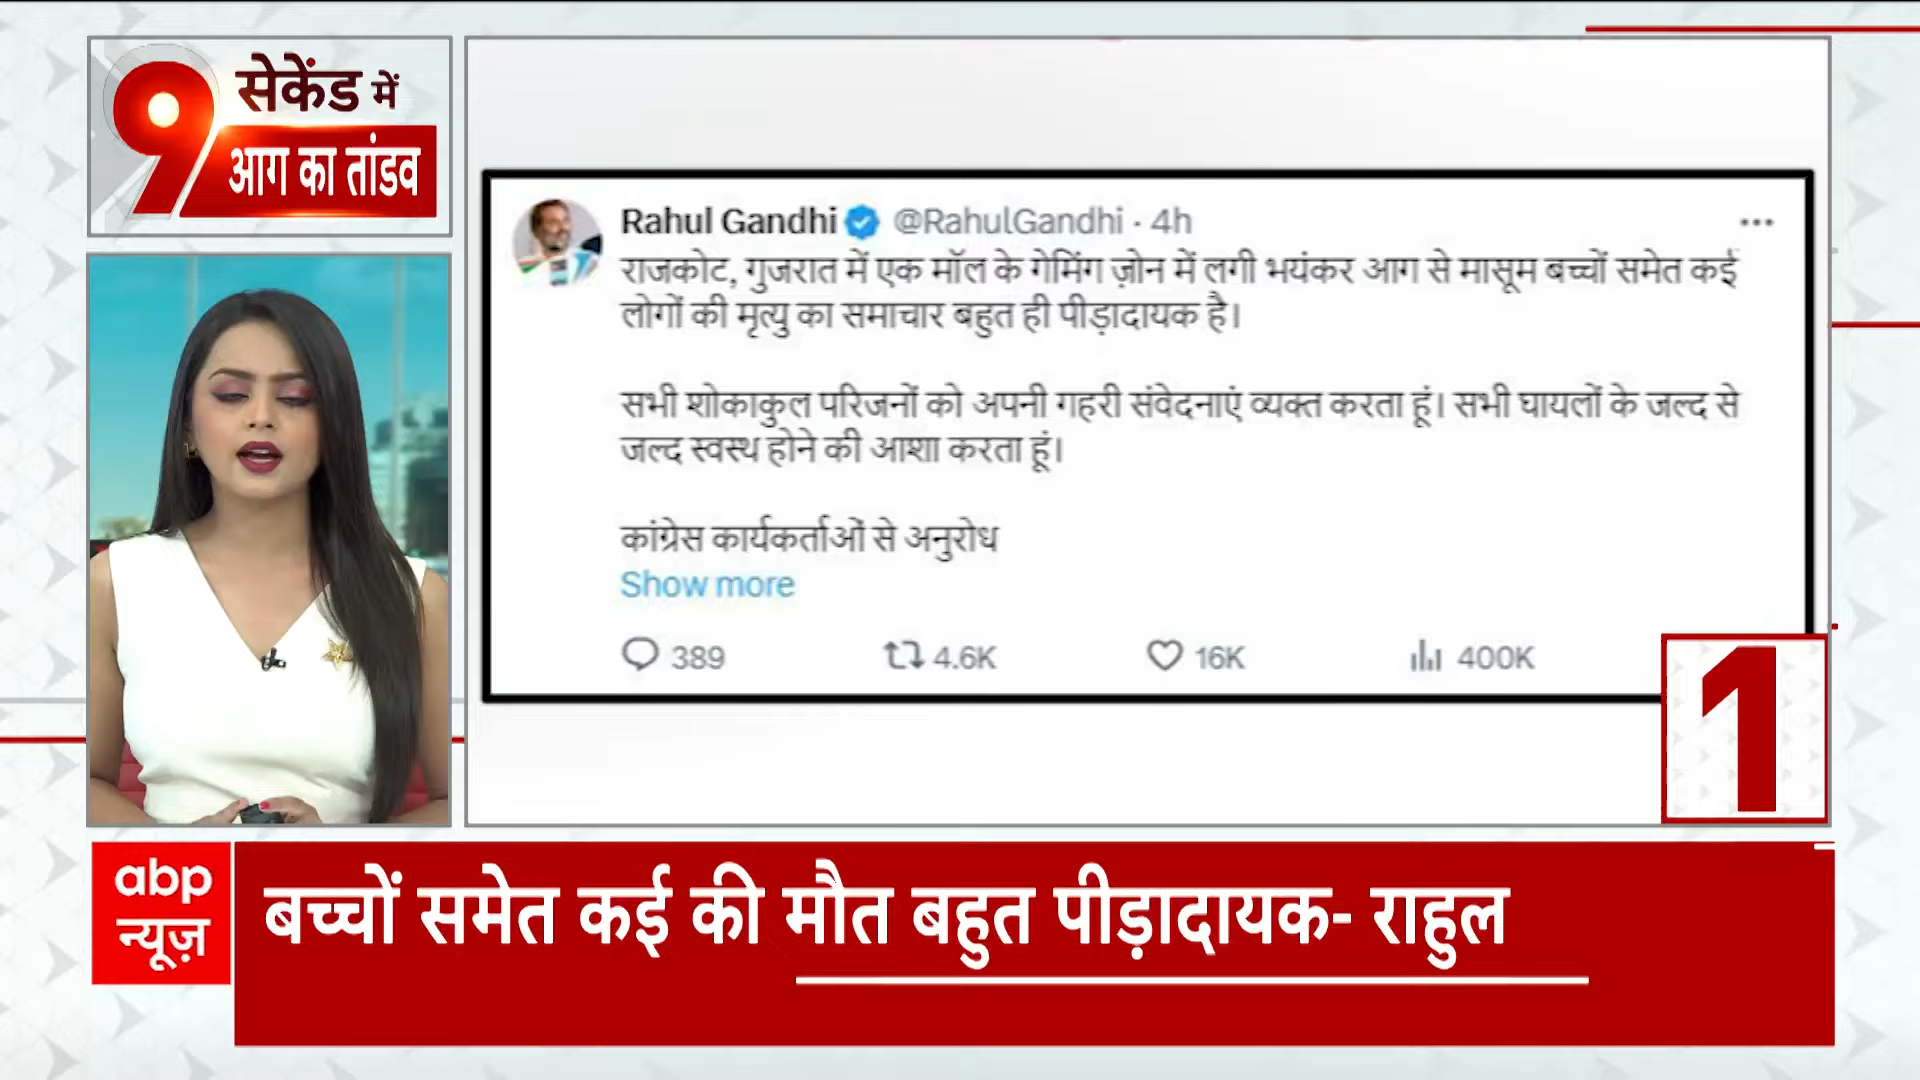 9 सेकेंड में
आग का तांडव
Rahul Gandhi @RahulGandhi · 4h
राजकोट, गुजरात में एक मॉल के गेमिंग ज़ोन में लगी भयंकर आग से मासूम बच्चों समेत कई
लोगों की मृत्यु का समाचार बहुत ही पीड़ादायक है।
सभी शोकाकुल परिजनों को अपनी गहरी संवेदनाएं व्यक्त करता हूं। सभी घायलों के जल्द से
जल्द स्वस्थ होने की आशा करता हूं।
कांग्रेस कार्यकर्ताओं से अनुरोध
Show more
389 4.6K 16K 400K
1
abp
न्यूज़
बच्चों समेत कई की मौत बहुत पीड़ादायक- राहुल